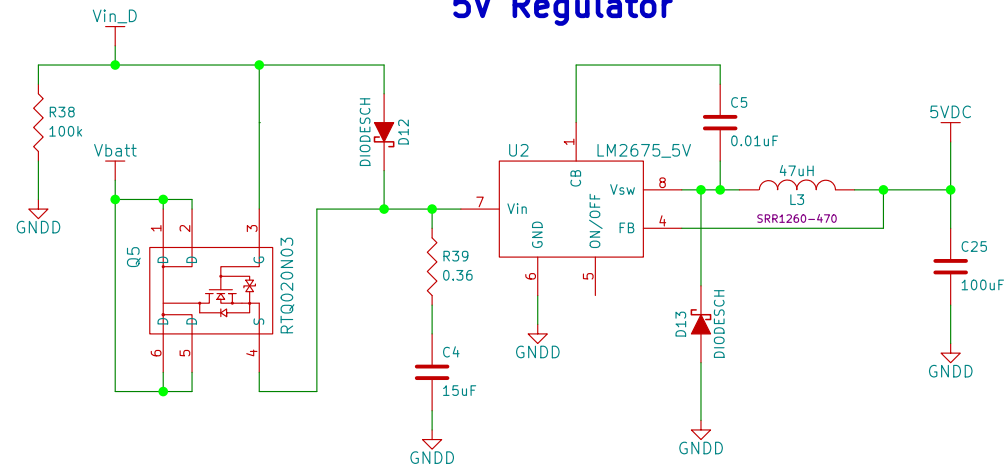 5V Regulator
Vin_D
R38
100k
Vbatt
GNDD
DIODESCH
D12
Q5
RTQ020N03
1
2
3
D
D
G
D
D
S
6
5
4
R39
0.36
C4
15uF
GNDD
U2
LM2675_5V
1
CB
7
Vin
GND
ON/OFF
Vsw
8
FB
4
6
5
GNDD
C5
0.01uF
47uH
L3
SRR1260-470
D13
DIODESCH
GNDD
5VDC
C25
100uF
GNDD